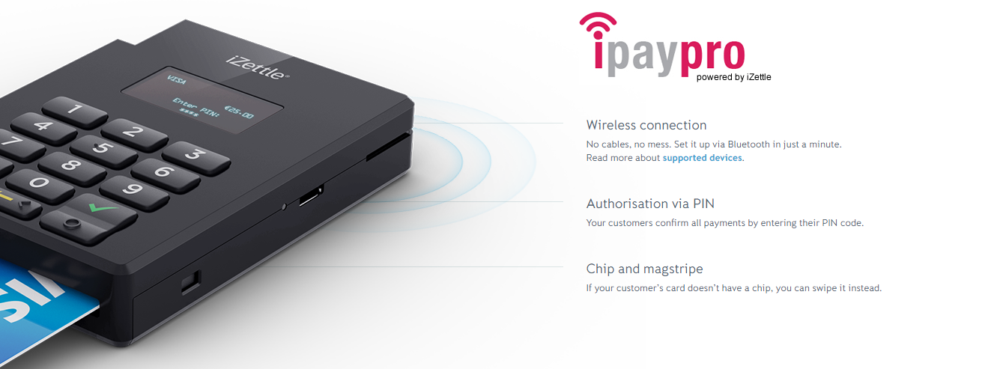 iZettle®
VISA
€25.00
Enter PIN:
****
1
2
3
4
5
6
7
8
9
0
ipaypro
powered by iZettle
Wireless connection
No cables, no mess. Set it up via Bluetooth in just a minute.
Read more about supported devices.
Authorisation via PIN
Your customers confirm all payments by entering their PIN code.
Chip and magstripe
If your customer's card doesn't have a chip, you can swipe it instead.